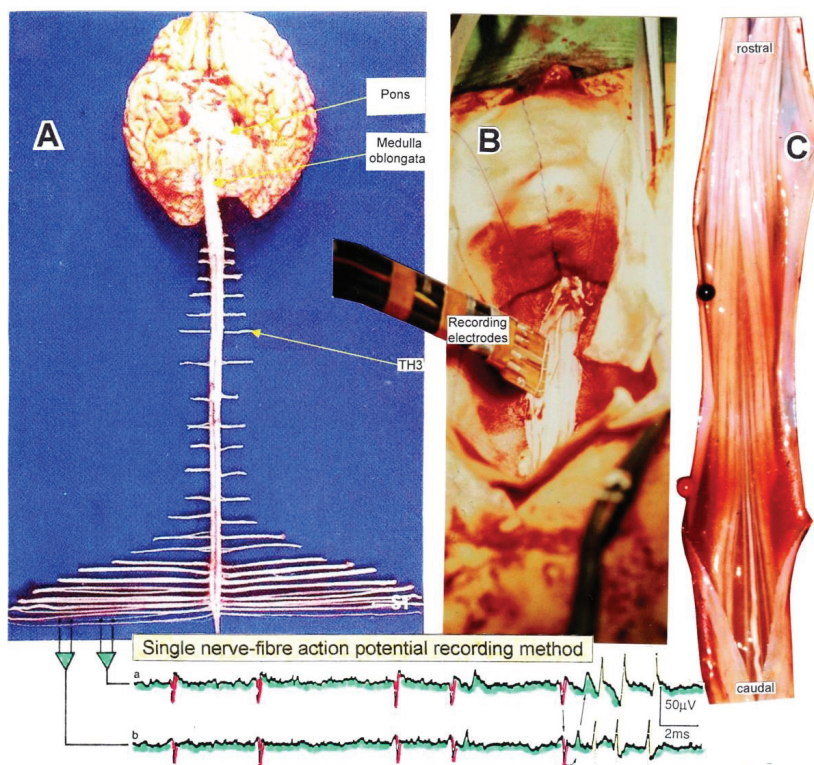 A
Pons
Medulla
oblongata
TH3
S1
B
Recording
electrodes
rostral
C
caudal
Single nerve-fibre action potential recording method
a
b
50μV
2ms